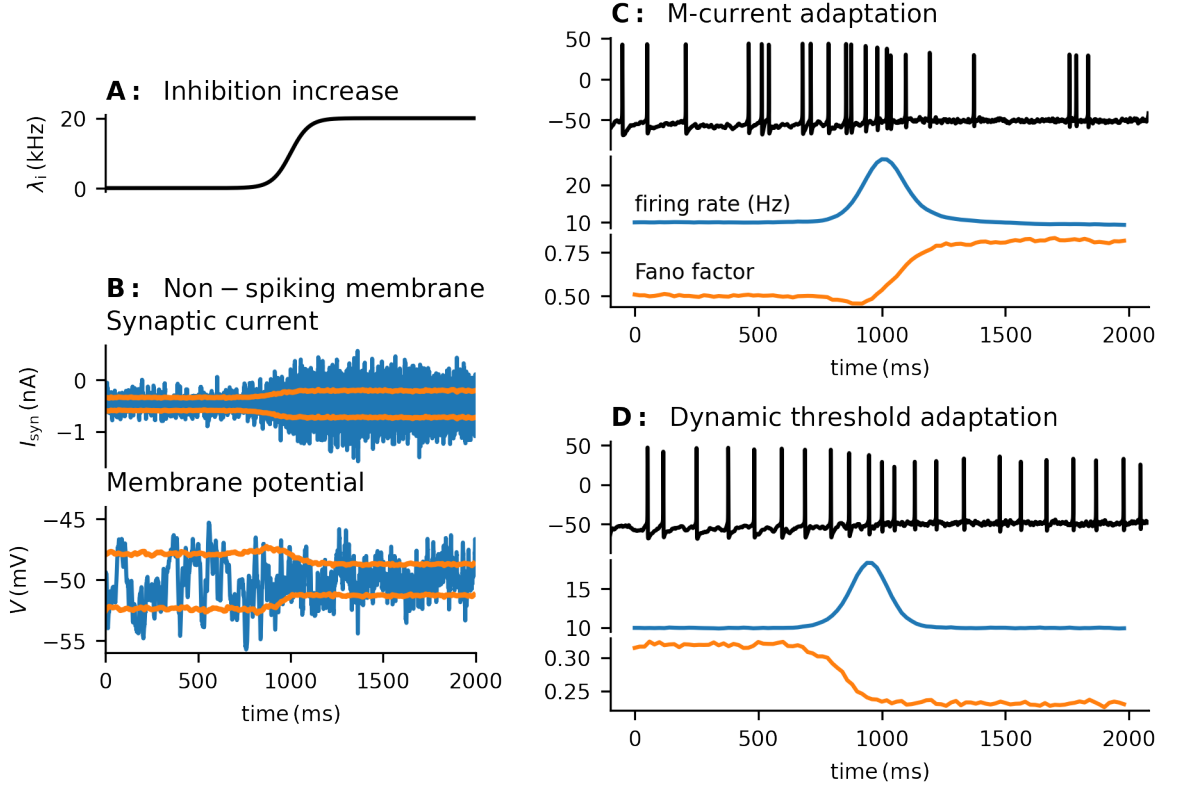 A: Inhibition increase
20
0
λi (kHz)
B: Non − spiking membrane
Synaptic current
0
−1
Isyn (nA)
Membrane potential
−45
−50
−55
V (mV)
0 500 1000 1500 2000
time (ms)
C: M-current adaptation
50
0
−50
20
10
firing rate (Hz)
0.75
0.50
Fano factor
0 500 1000 1500 2000
time (ms)
D: Dynamic threshold adaptation
50
0
−50
15
10
0.30
0.25
0 500 1000 1500 2000
time (ms)